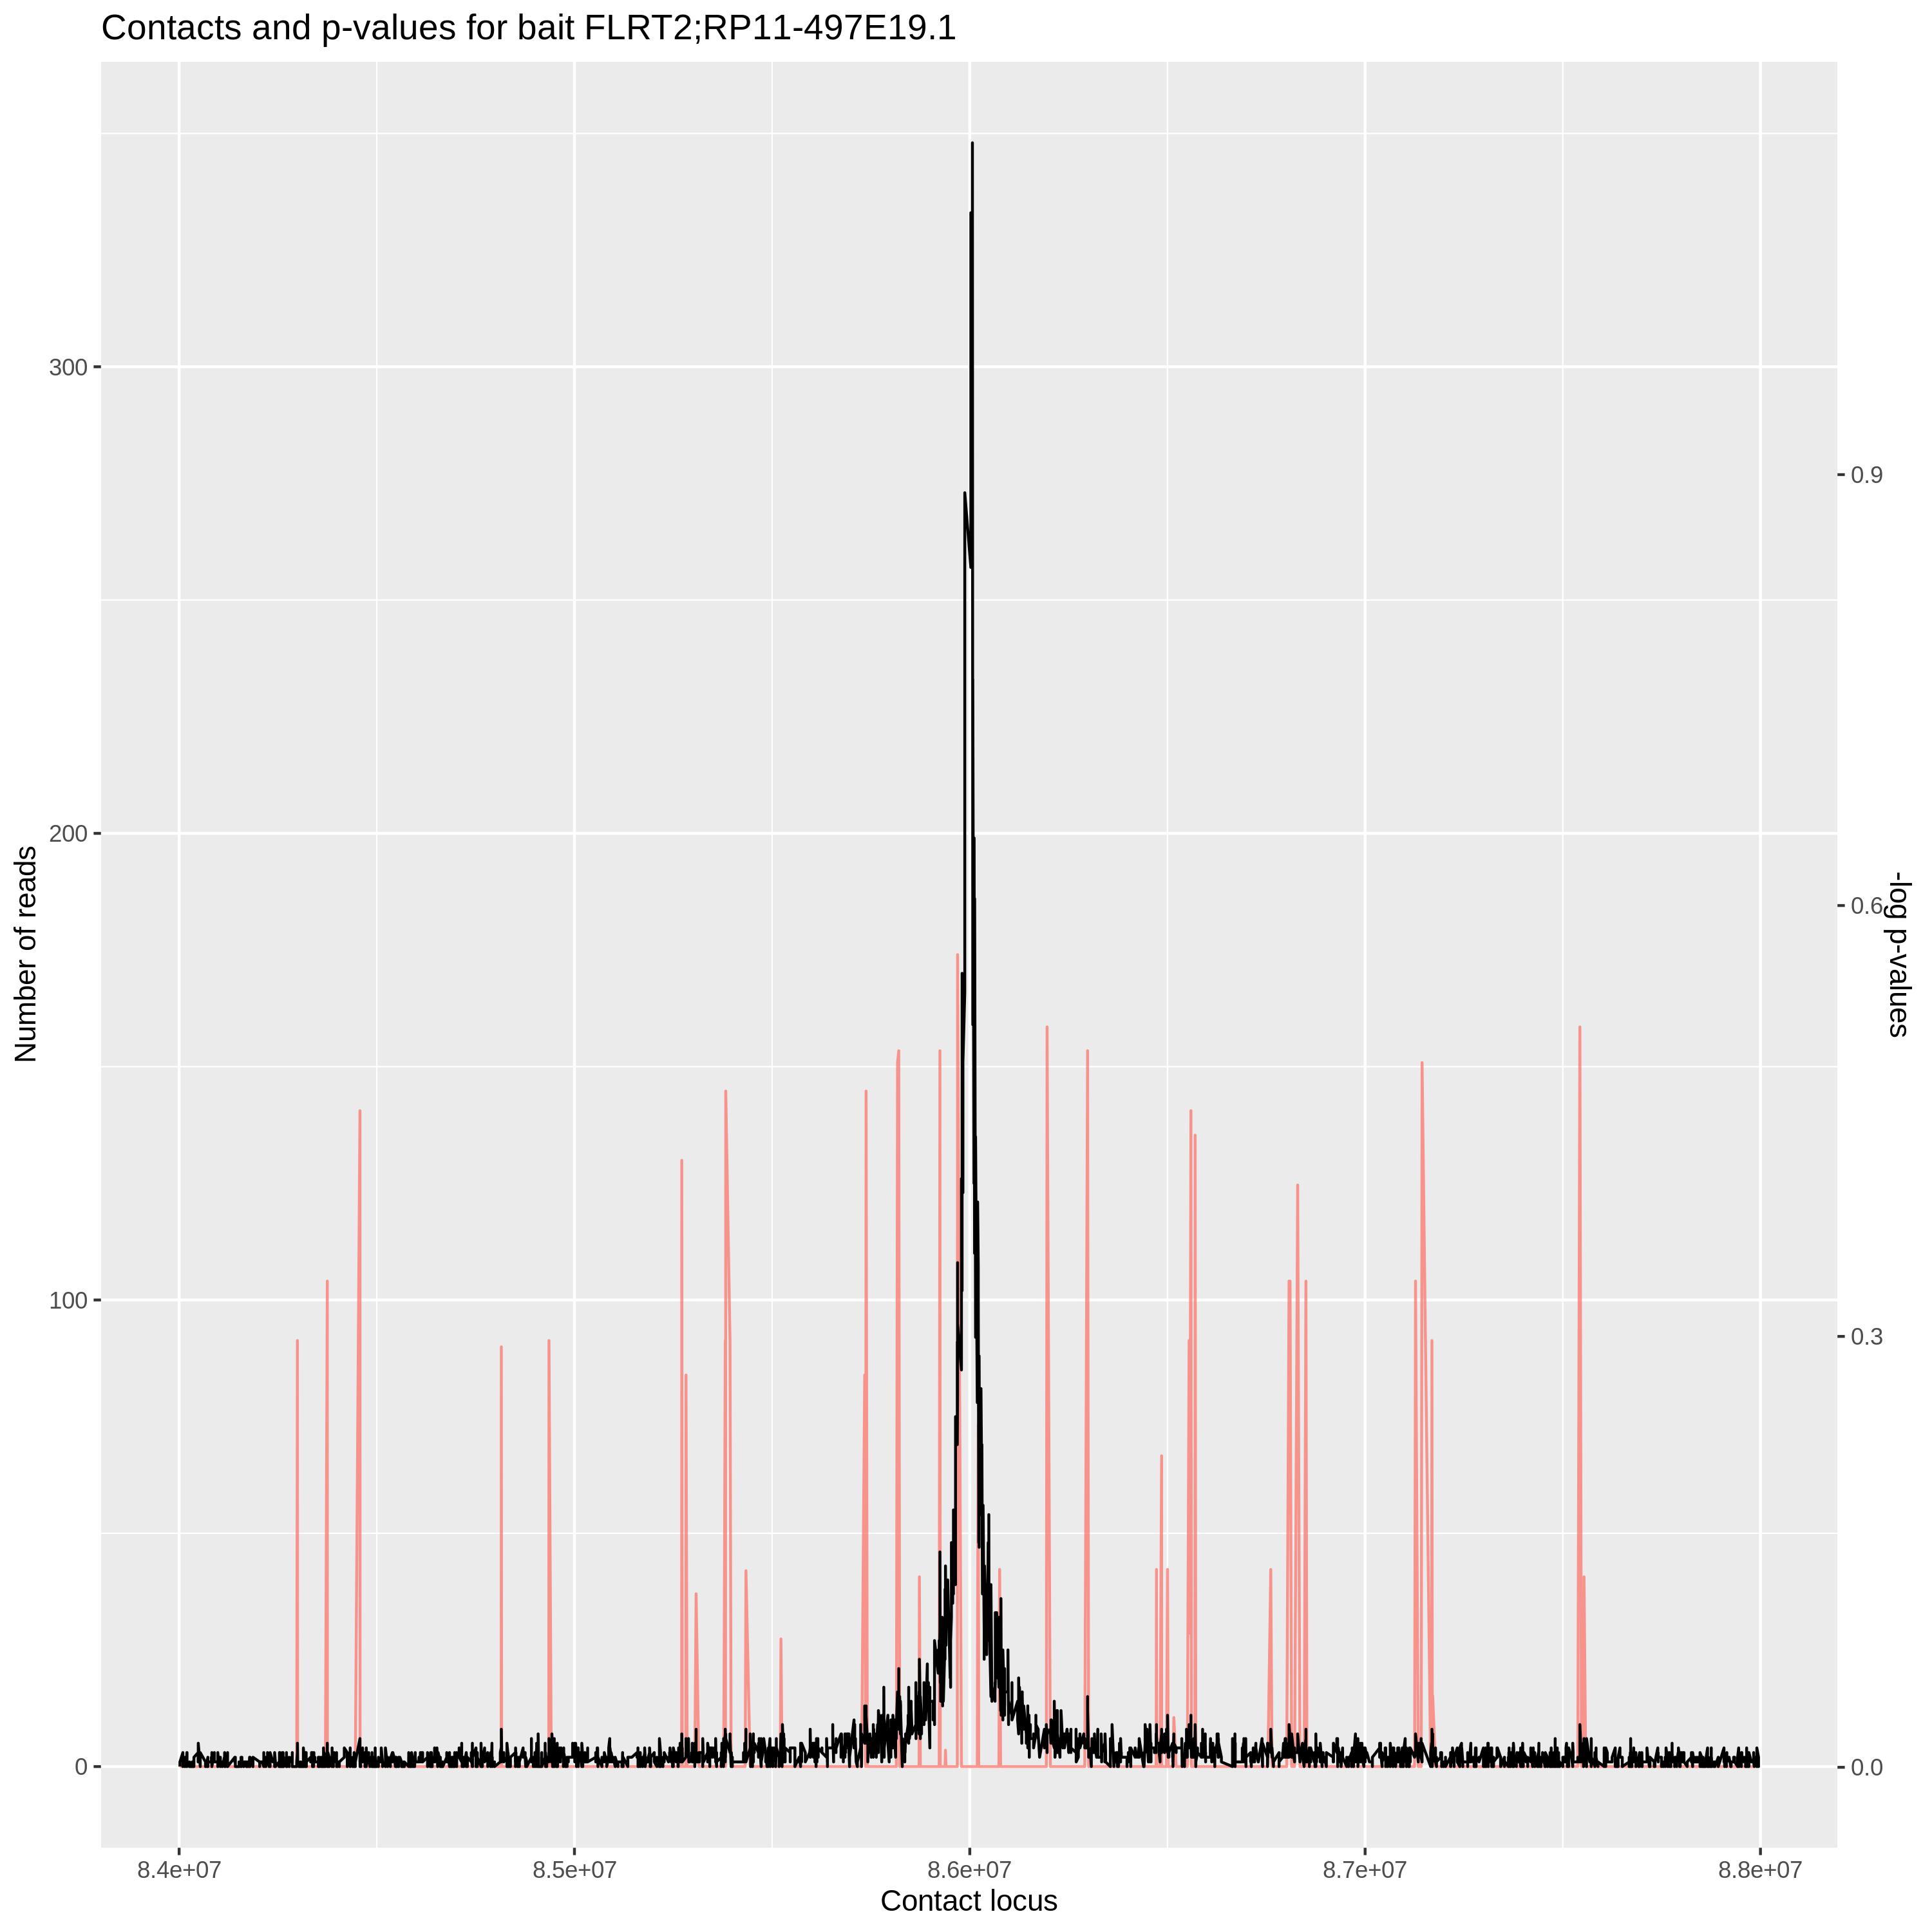 Contacts and p-values for bait FLRT2;RP11-497E19.1
Number of reads
300
200
100
0
0.9
0.6
0.3
0.0
-log p-values
8.4e+07 8.5e+07 8.6e+07 8.7e+07 8.8e+07
Contact locus